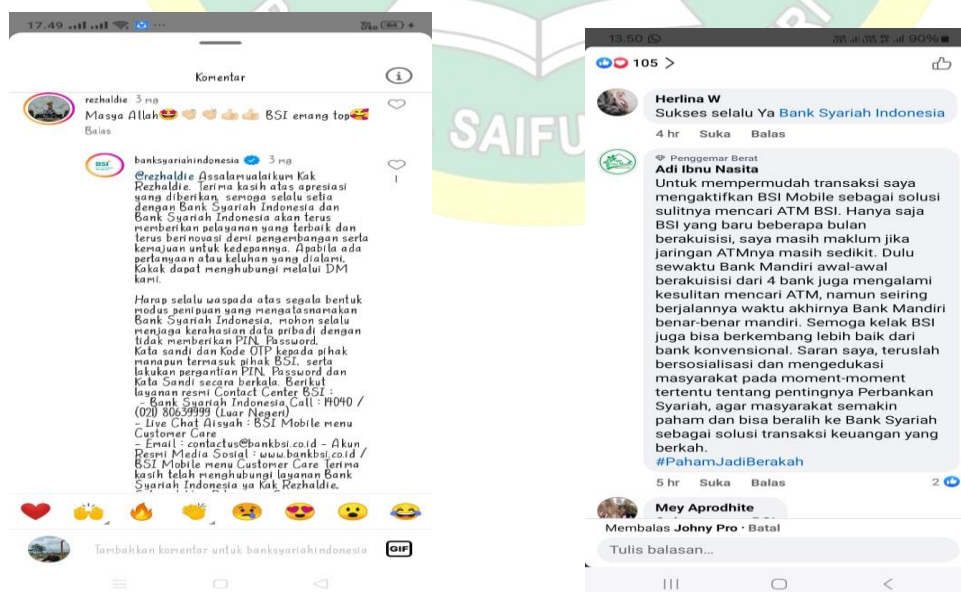 17.49
64
Komentar
rezhaldie 3 mg
Masya Allah😍👏🏻👏🏻👍🏻👍🏻 BSI emang top🥰
Balas
BSI
banksyariahindonesia 3 mg
@rezhaldie Assalamualaikum Kak
Rezhaldie. Terima kasih atas apresiasi
yang diberikan, semoga selalu setia
dengan Bank Syariah Indonesia dan
Bank Syariah Indonesia akan terus
memberikan pelayanan yang terbaik dan
terus berinovasi demi pengembangan serta
kemajuan untuk kedepannya. Apabila ada
pertanyaan atau keluhan yang dialami,
Kakak dapat menghubungi melalui DM
kami.
1
Harap selalu waspada atas segala bentuk
modus penipuan yang mengatasnamakan
Bank Syariah Indonesia, mohon selalu
menjaga kerahasian data pribadi dengan
tidak memberikan PIN, Password,
Kata sandi dan Kode OTP kepada pihak
manapun termasuk pihak BSI, serta
lakukan pergantian PIN, Password dan
Kata Sandi secara berkala. Berikut
layanan resmi Contact Center BSI :
- Bank Syariah Indonesia Call : 14040 /
(021) 80639999 (Luar Negeri)
- Live Chat Aisyah : BSI Mobile menu
Customer Care
- Email : contactus@bankbsi.co.id - Akun
Resmi Media Sosial : www.bankbsi.co.id /
BSI Mobile menu Customer Care Terima
kasih telah menghubungi layanan Bank
Syariah Indonesia ya Kak Rezhaldie.
Tambahkan komentar untuk banksyariahindonesia
GIF
SAIFU
13.50
90%
105 >
Herlina W
Sukses selalu Ya Bank Syariah Indonesia
4 hr Suka Balas
Penggemar Berat
Adi Ibnu Nasita
Untuk mempermudah transaksi saya
mengaktifkan BSI Mobile sebagai solusi
sulitnya mencari ATM BSI. Hanya saja
BSI yang baru beberapa bulan
berakuisisi, saya masih maklum jika
jaringan ATMnya masih sedikit. Dulu
sewaktu Bank Mandiri awal-awal
berakuisisi dari 4 bank juga mengalami
kesulitan mencari ATM, namun seiring
berjalannya waktu akhirnya Bank Mandiri
benar-benar mandiri. Semoga kelak BSI
juga bisa berkembang lebih baik dari
bank konvensional. Saran saya, teruslah
bersosialisasi dan mengedukasi
masyarakat pada moment-moment
tertentu tentang pentingnya Perbankan
Syariah, agar masyarakat semakin
paham dan bisa beralih ke Bank Syariah
sebagai solusi transaksi keuangan yang
berkah.
#PahamJadiBerakah
5 hr Suka Balas 2
Mey Aprodhite
Membalas Johny Pro · Batal
Tulis balasan...